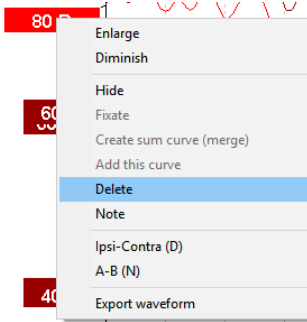 80
Enlarge
Diminish
Hide
60
Fixate
Create sum curve (merge)
Add this curve
Delete
Note
Ipsi-Contra (D)
A-B (N)
40
Export waveform